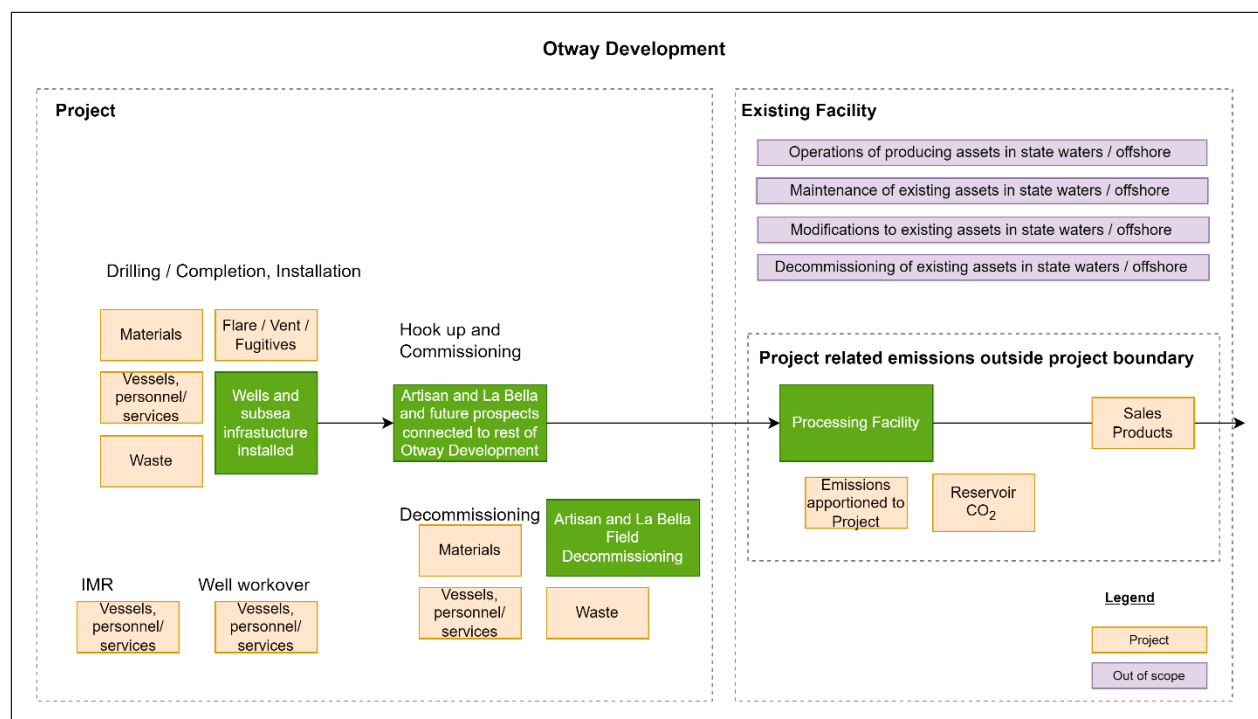 Otway Development
Project
Drilling / Completion, Installation
Materials
Flare / Vent /
Fugitives
Vessels,
personnel/
services
Wells and
subsea
infrastucture
installed
Waste
Hook up and
Commissioning
Artisan and La Bella
and future prospects
connected to rest of
Otway Development
Decommissioning
Materials
Artisan and La Bella
Field
Decommissioning
Vessels,
personnel/
services
Waste
IMR
Vessels,
personnel/
services
Well workover
Vessels,
personnel/
services
Existing Facility
Operations of producing assets in state waters / offshore
Maintenance of existing assets in state waters / offshore
Modifications to existing assets in state waters / offshore
Decommissioning of existing assets in state waters / offshore
Project related emissions outside project boundary
Processing Facility
Sales
Products
Emissions
apportioned to
Project
Reservoir
CO₂
Legend
Project
Out of scope